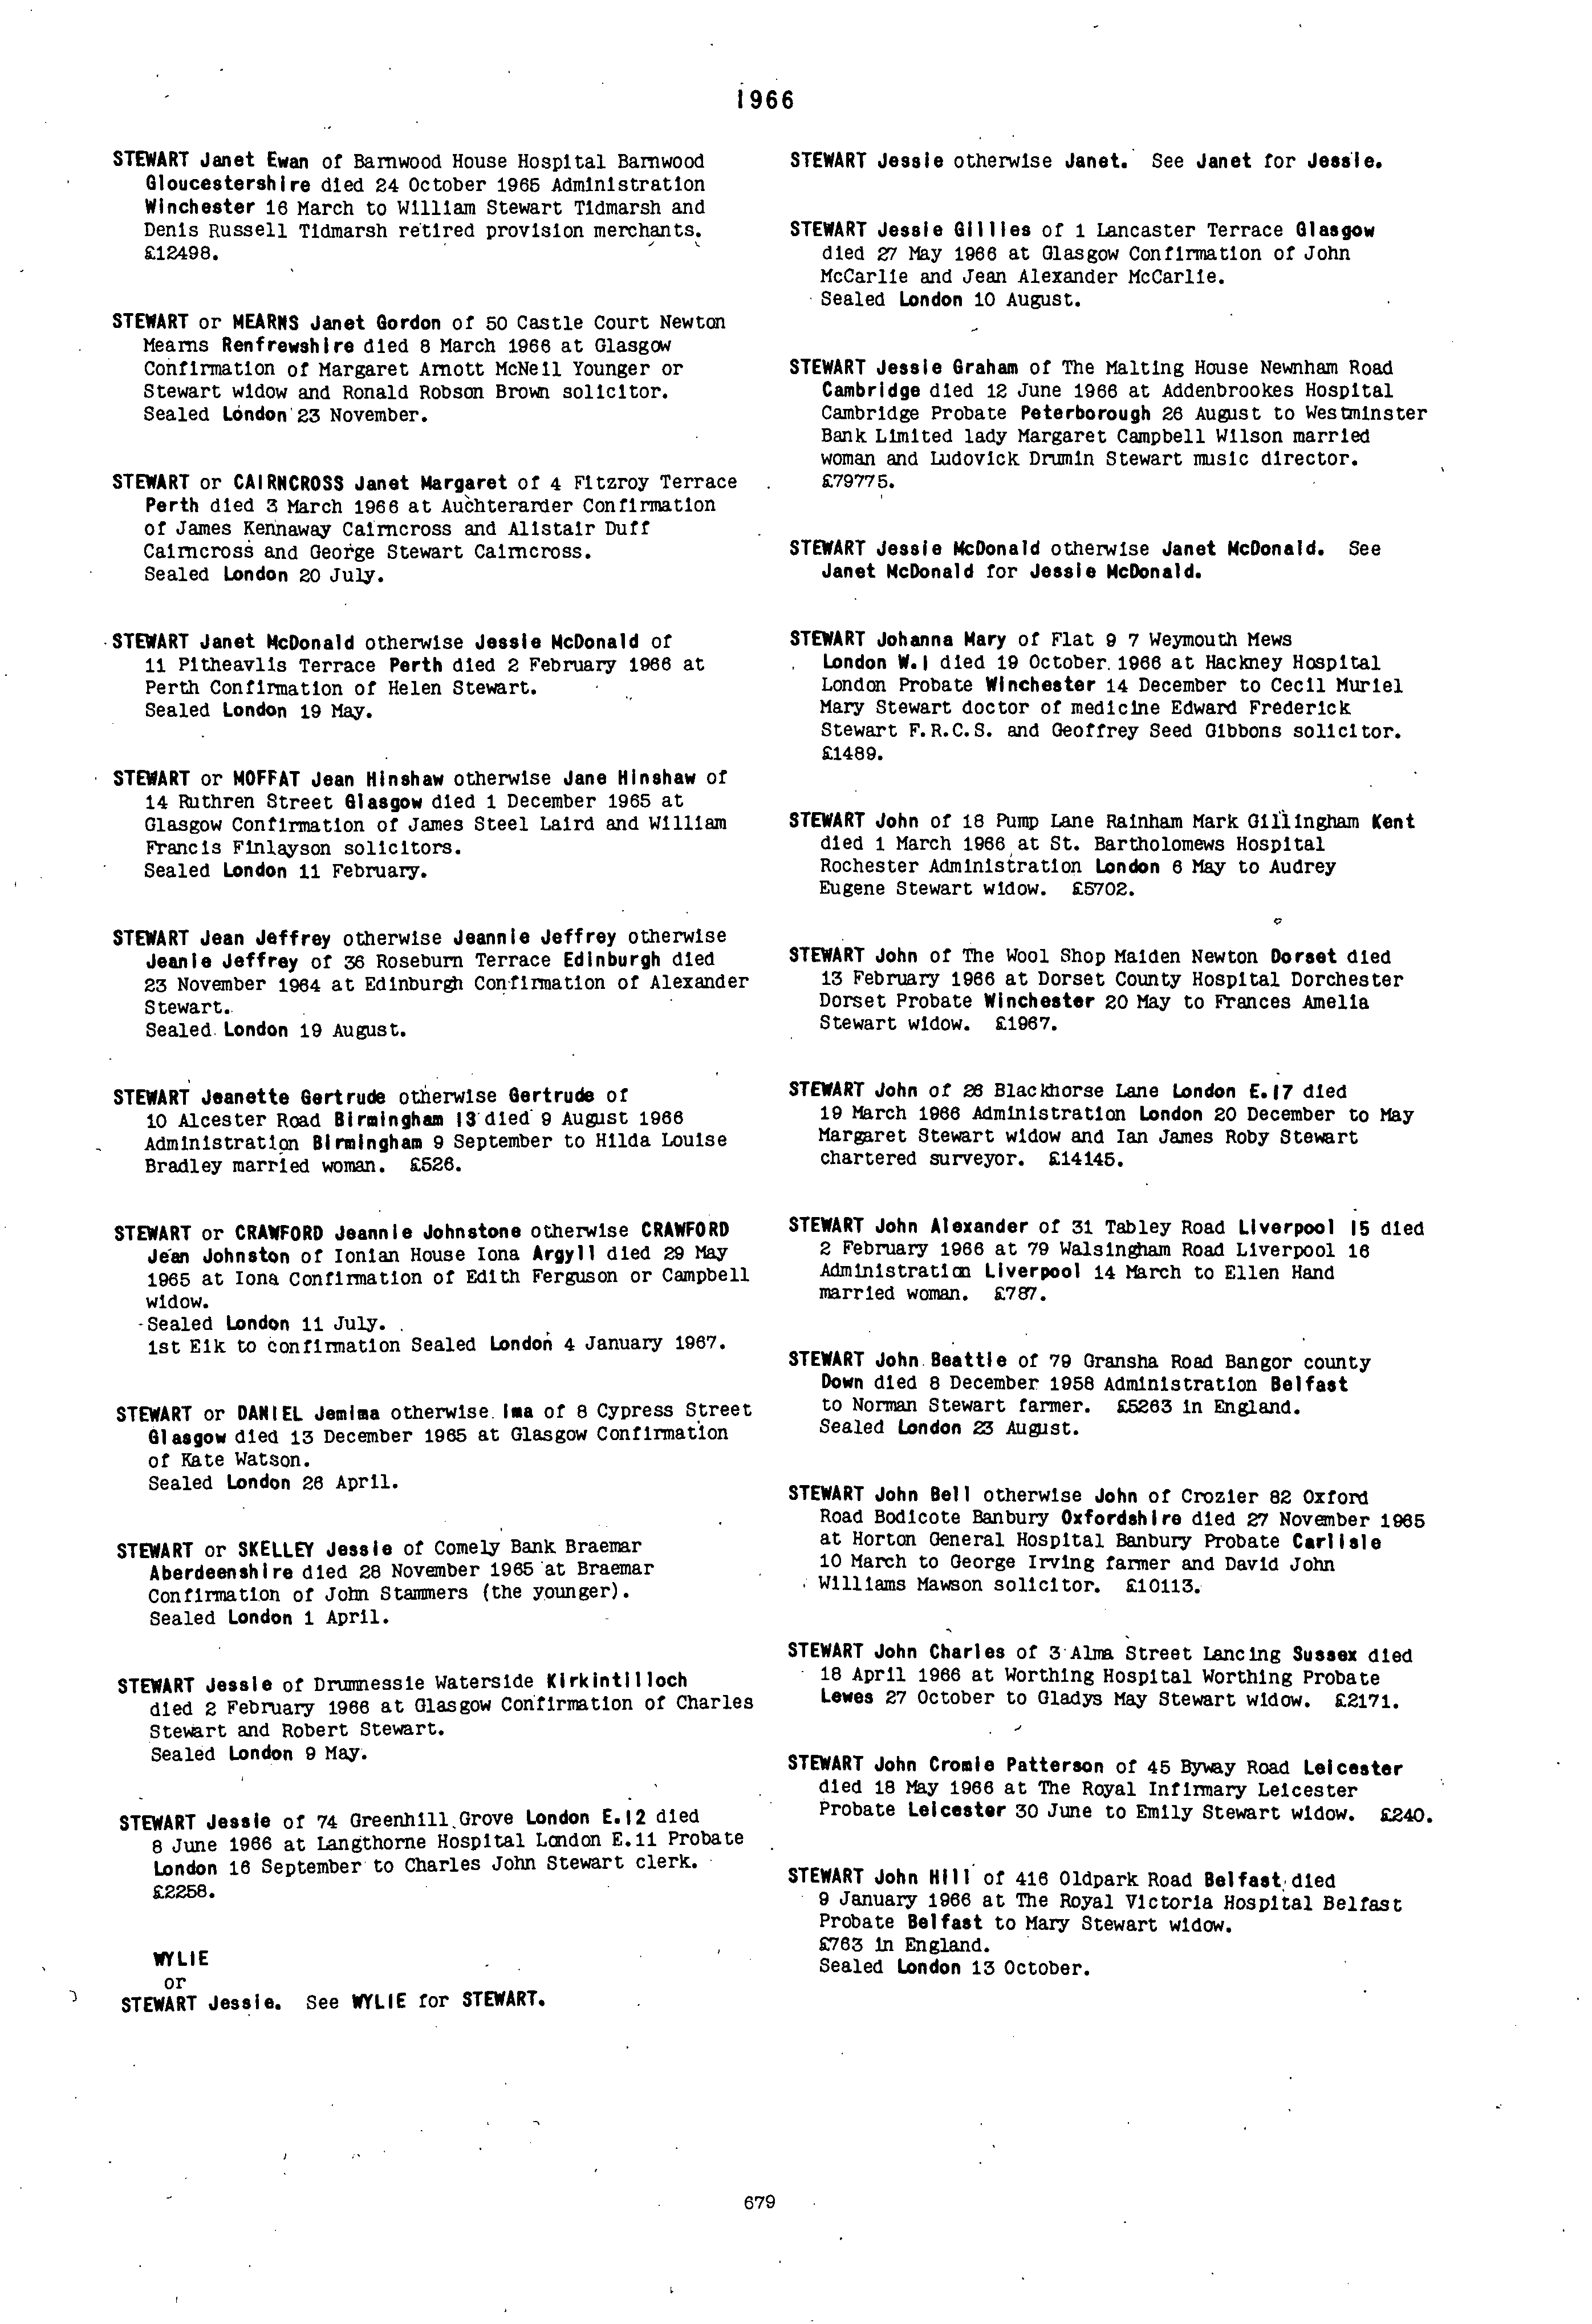 1966
STEWART Janet Ewan of Barnwood House Hospital Barnwood
Gloucestershire died 24 October 1965 Administration
Winchester 16 March to William Stewart Tidmarsh and
Denis Russell Tidmarsh retired provision merchants.
£12498.
STEWART or MEARNS Janet Gordon of 50 Castle Court Newton
Mearns Renfrewshire died 8 March 1966 at Glasgow
Confirmation of Margaret Arnott McNeil Younger or
Stewart widow and Ronald Robson Brown solicitor.
Sealed London 23 November.
STEWART or CAIRNCROSS Janet Margaret of 4 Fitzroy Terrace
Perth died 3 March 1966 at Auchterarder Confirmation
of James Kennaway Cairncross and Alistair Duff
Cairncross and George Stewart Cairncross.
Sealed London 20 July.
STEWART Janet McDonald otherwise Jessie McDonald of
11 Pitheavlis Terrace Perth died 2 February 1966 at
Perth Confirmation of Helen Stewart.
Sealed London 19 May.
STEWART or MOFFAT Jean Hinshaw otherwise Jane Hinshaw of
14 Ruthren Street Glasgow died 1 December 1965 at
Glasgow Confirmation of James Steel Laird and William
Francis Finlayson solicitors.
Sealed London 11 February.
STEWART Jean Jeffrey otherwise Jeannie Jeffrey otherwise
Jeanie Jeffrey of 36 Roseburn Terrace Edinburgh died
23 November 1964 at Edinburgh Confirmation of Alexander
Stewart.
Sealed London 19 August.
STEWART Jeanette Gertrude otherwise Gertrude of
10 Alcester Road Birmingham 13 died 9 August 1966
Administration Birmingham 9 September to Hilda Louise
Bradley married woman. £526.
STEWART or CRAWFORD Jeannie Johnstone otherwise CRAWFORD
Jean Johnston of Ionian House Iona Argyll died 29 May
1965 at Iona Confirmation of Edith Ferguson or Campbell
widow.
Sealed London 11 July.
1st Eik to confirmation Sealed London 4 January 1967.
STEWART or DANIEL Jemima otherwise Ima of 8 Cypress Street
Glasgow died 13 December 1965 at Glasgow Confirmation
of Kate Watson.
Sealed London 26 April.
STEWART or SKELLEY Jessie of Comely Bank Braemar
Aberdeenshire died 28 November 1965 at Braemar
Confirmation of John Stammers (the younger).
Sealed London 1 April.
STEWART Jessie of Drumnessie Waterside Kirkintilloch
died 2 February 1966 at Glasgow Confirmation of Charles
Stewart and Robert Stewart.
Sealed London 9 May.
STEWART Jessie of 74 Greenhill Grove London E.12 died
8 June 1966 at Langthorne Hospital London E.11 Probate
London 16 September to Charles John Stewart clerk.
£2258.
WYLIE
or
STEWART Jessie. See WYLIE for STEWART.
STEWART Jessie otherwise Janet. See Janet for Jessie.
STEWART Jessie Gillies of 1 Lancaster Terrace Glasgow
died 27 May 1966 at Glasgow Confirmation of John
McCarlie and Jean Alexander McCarlie.
Sealed London 10 August.
STEWART Jessie Graham of The Malting House Newnham Road
Cambridge died 12 June 1966 at Addenbrookes Hospital
Cambridge Probate Peterborough 26 August to Westminster
Bank Limited lady Margaret Campbell Wilson married
woman and Ludovick Drumin Stewart music director.
£79775.
STEWART Jessie McDonald otherwise Janet McDonald. See
Janet McDonald for Jessie McDonald.
STEWART Johanna Mary of Flat 9 7 Weymouth Mews
London W.1 died 19 October 1966 at Hackney Hospital
London Probate Winchester 14 December to Cecil Muriel
Mary Stewart doctor of medicine Edward Frederick
Stewart F.R.C.S. and Geoffrey Seed Gibbons solicitor.
£1489.
STEWART John of 18 Pump Lane Rainham Mark Gillingham Kent
died 1 March 1966 at St. Bartholomews Hospital
Rochester Administration London 6 May to Audrey
Eugene Stewart widow. £5702.
STEWART John of The Wool Shop Maiden Newton Dorset died
13 February 1966 at Dorset County Hospital Dorchester
Dorset Probate Winchester 20 May to Frances Amelia
Stewart widow. £1967.
STEWART John of 26 Blackhorse Lane London E.17 died
19 March 1966 Administration London 20 December to May
Margaret Stewart widow and Ian James Roby Stewart
chartered surveyor. £14145.
STEWART John Alexander of 31 Tabley Road Liverpool 15 died
2 February 1966 at 79 Walsingham Road Liverpool 16
Administration Liverpool 14 March to Ellen Hand
married woman. £787.
STEWART John Beattie of 79 Gransha Road Bangor county
Down died 8 December 1958 Administration Belfast
to Norman Stewart farmer. £5263 in England.
Sealed London 23 August.
STEWART John Bell otherwise John of Crozier 82 Oxford
Road Bodicote Banbury Oxfordshire died 27 November 1965
at Horton General Hospital Banbury Probate Carlisle
10 March to George Irving farmer and David John
Williams Mawson solicitor. £10113.
STEWART John Charles of 3 Alma Street Lancing Sussex died
18 April 1966 at Worthing Hospital Worthing Probate
Lewes 27 October to Gladys May Stewart widow. £2171.
STEWART John Cromie Patterson of 45 Byway Road Leicester
died 18 May 1966 at The Royal Infirmary Leicester
Probate Leicester 30 June to Emily Stewart widow. £240.
STEWART John Hill of 416 Oldpark Road Belfast died
9 January 1966 at The Royal Victoria Hospital Belfast
Probate Belfast to Mary Stewart widow.
£763 in England.
Sealed London 13 October.
679